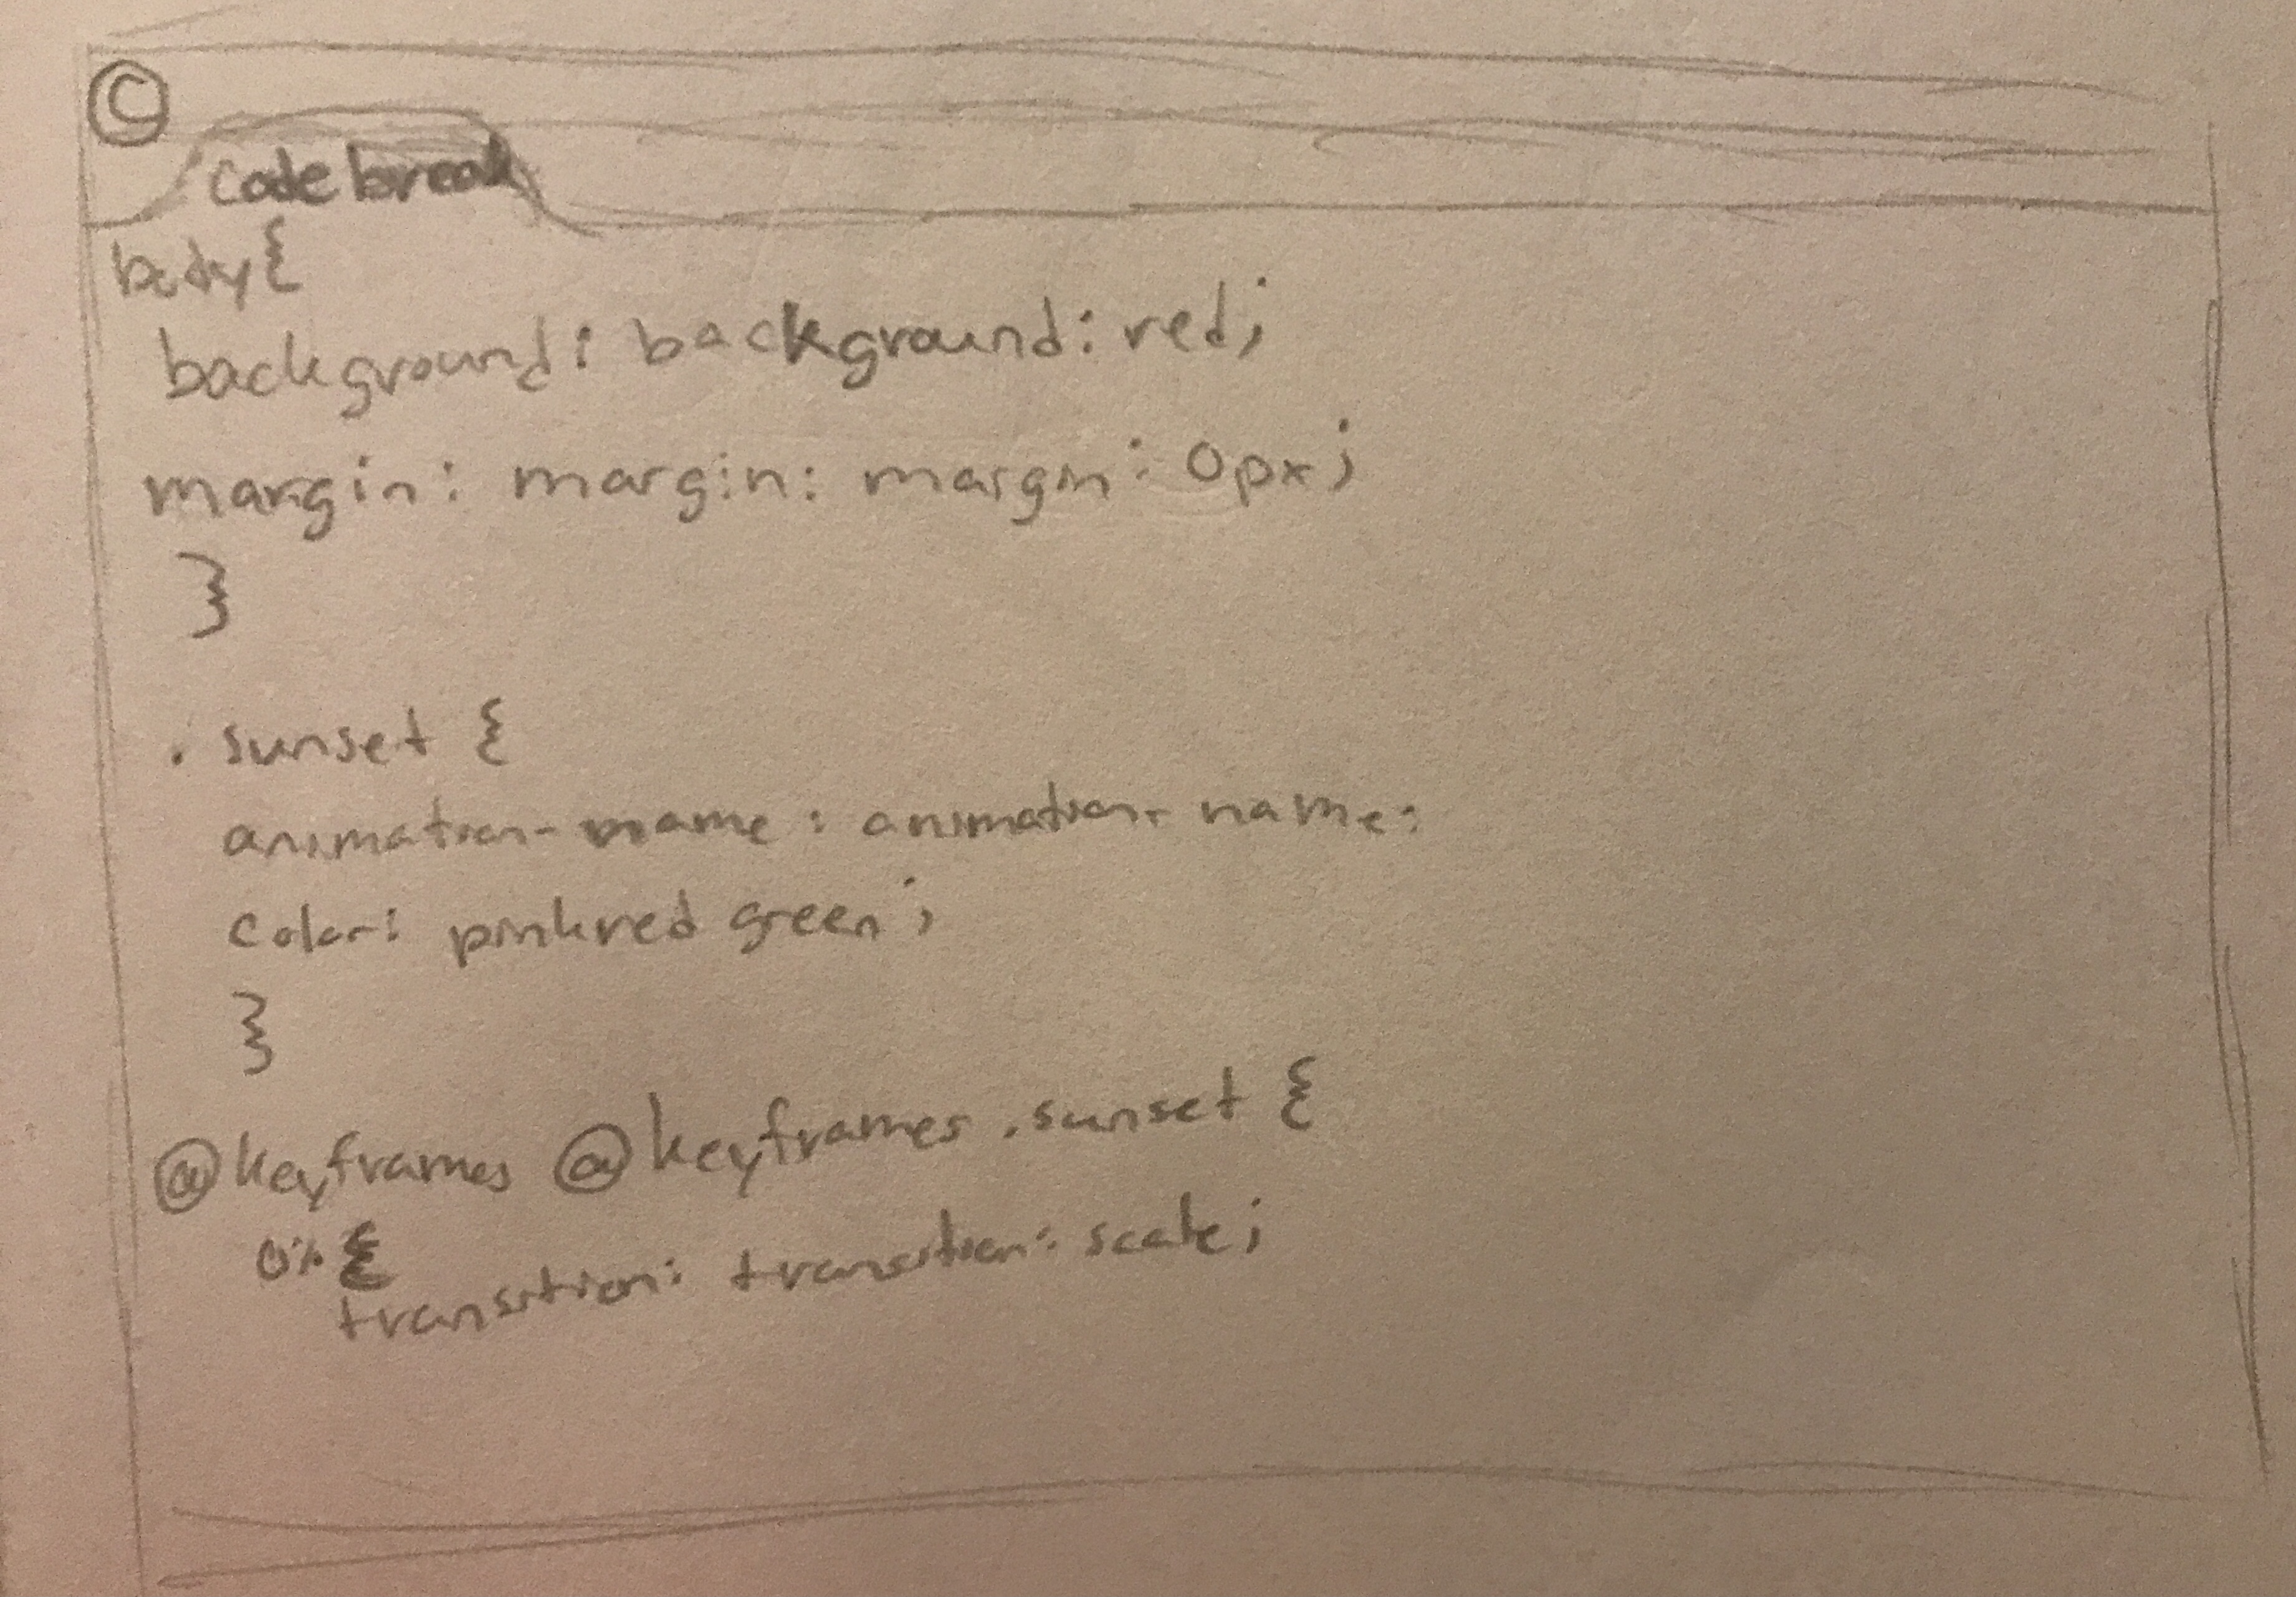 ©
code break
body{
background: background: red;
margin: margin: margin: 0px;
}
.sunset {
animation-name: animation-name:
color: pinkred green;
}
@keyframes @keyframes .sunset {
0% {
transition: transition: scale;